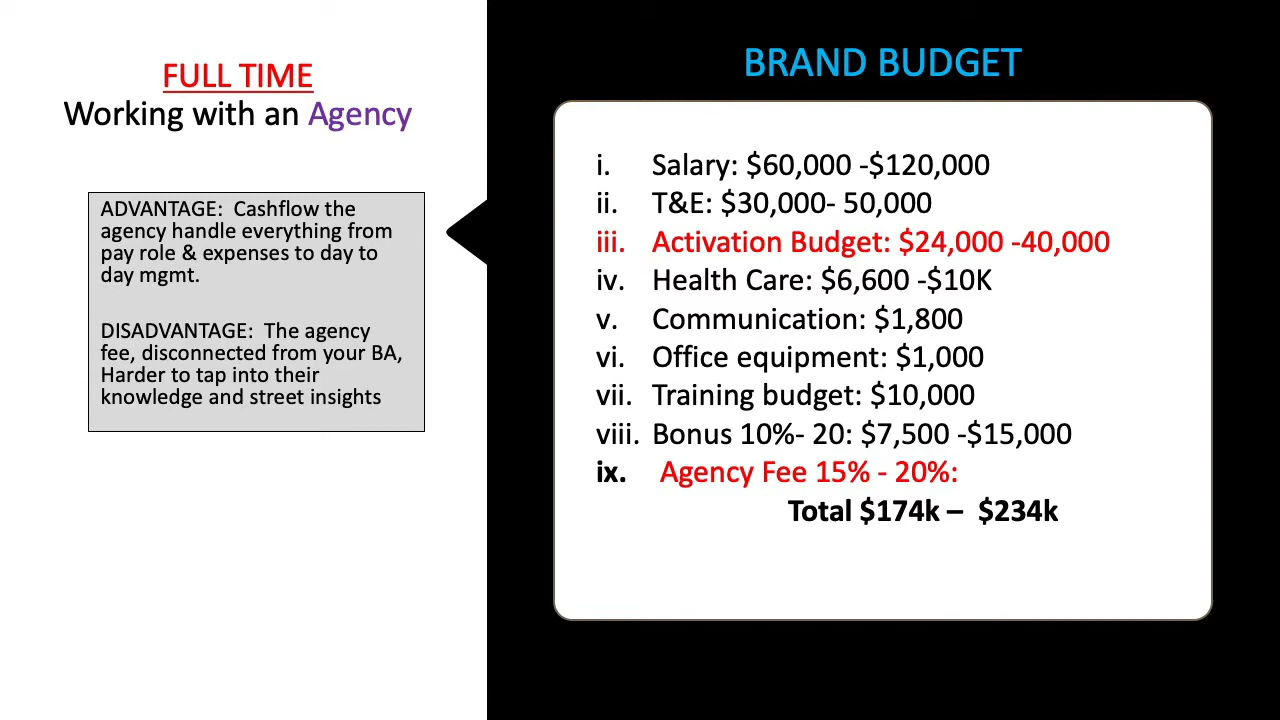 FULL TIME
Working with an Agency
ADVANTAGE: Cashflow the
agency handle everything from
pay role & expenses to day to
day mgmt.
DISADVANTAGE: The agency
fee, disconnected from your BA,
Harder to tap into their
knowledge and street insights
BRAND BUDGET
i. Salary: $60,000 -$120,000
ii. T&E: $30,000- 50,000
iii. Activation Budget: $24,000 -40,000
iv. Health Care: $6,600 -$10K
v. Communication: $1,800
vi. Office equipment: $1,000
vii. Training budget: $10,000
viii. Bonus 10%- 20: $7,500 -$15,000
ix. Agency Fee 15% - 20%:
Total $174k – $234k